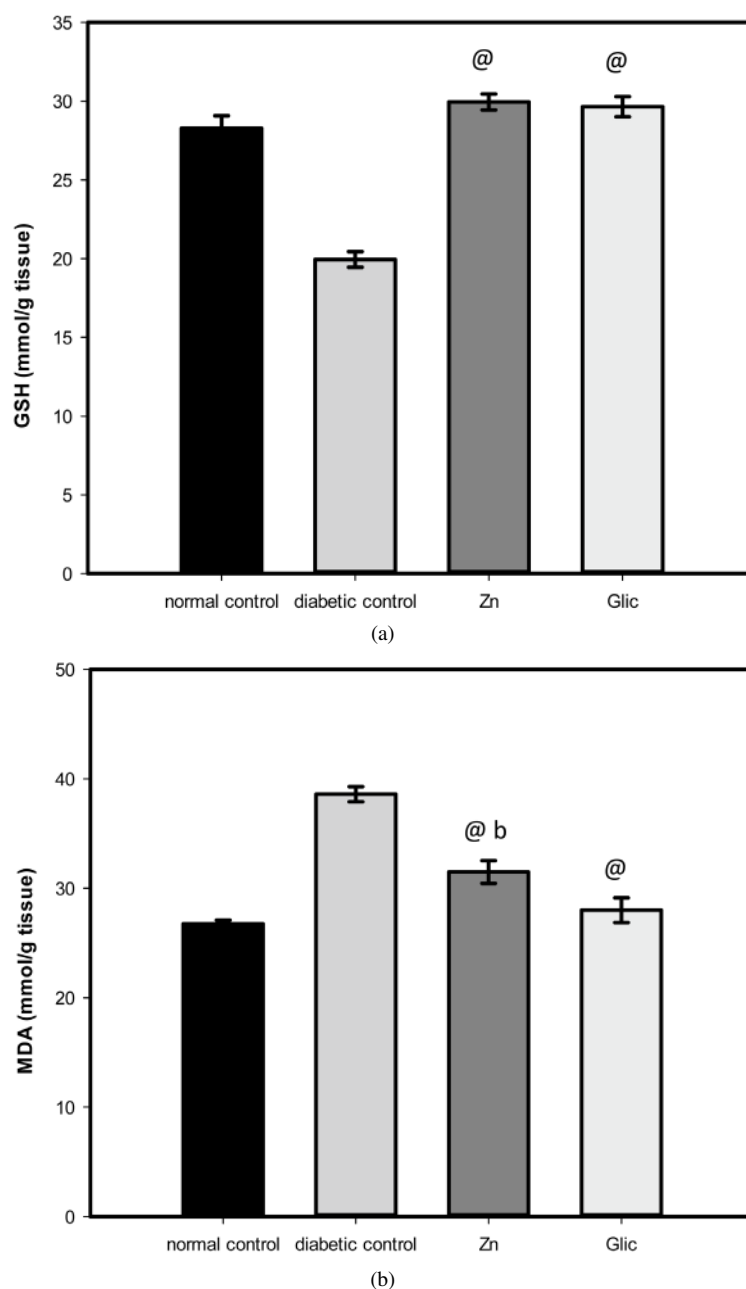 35
@
@
30
25
20
15
10
5
0
GSH (mmol/g tissue)
normal control diabetic control Zn Glic
(a)
50
40
@ b
@
30
20
10
0
MDA (mmol/g tissue)
normal control diabetic control Zn Glic
(b)